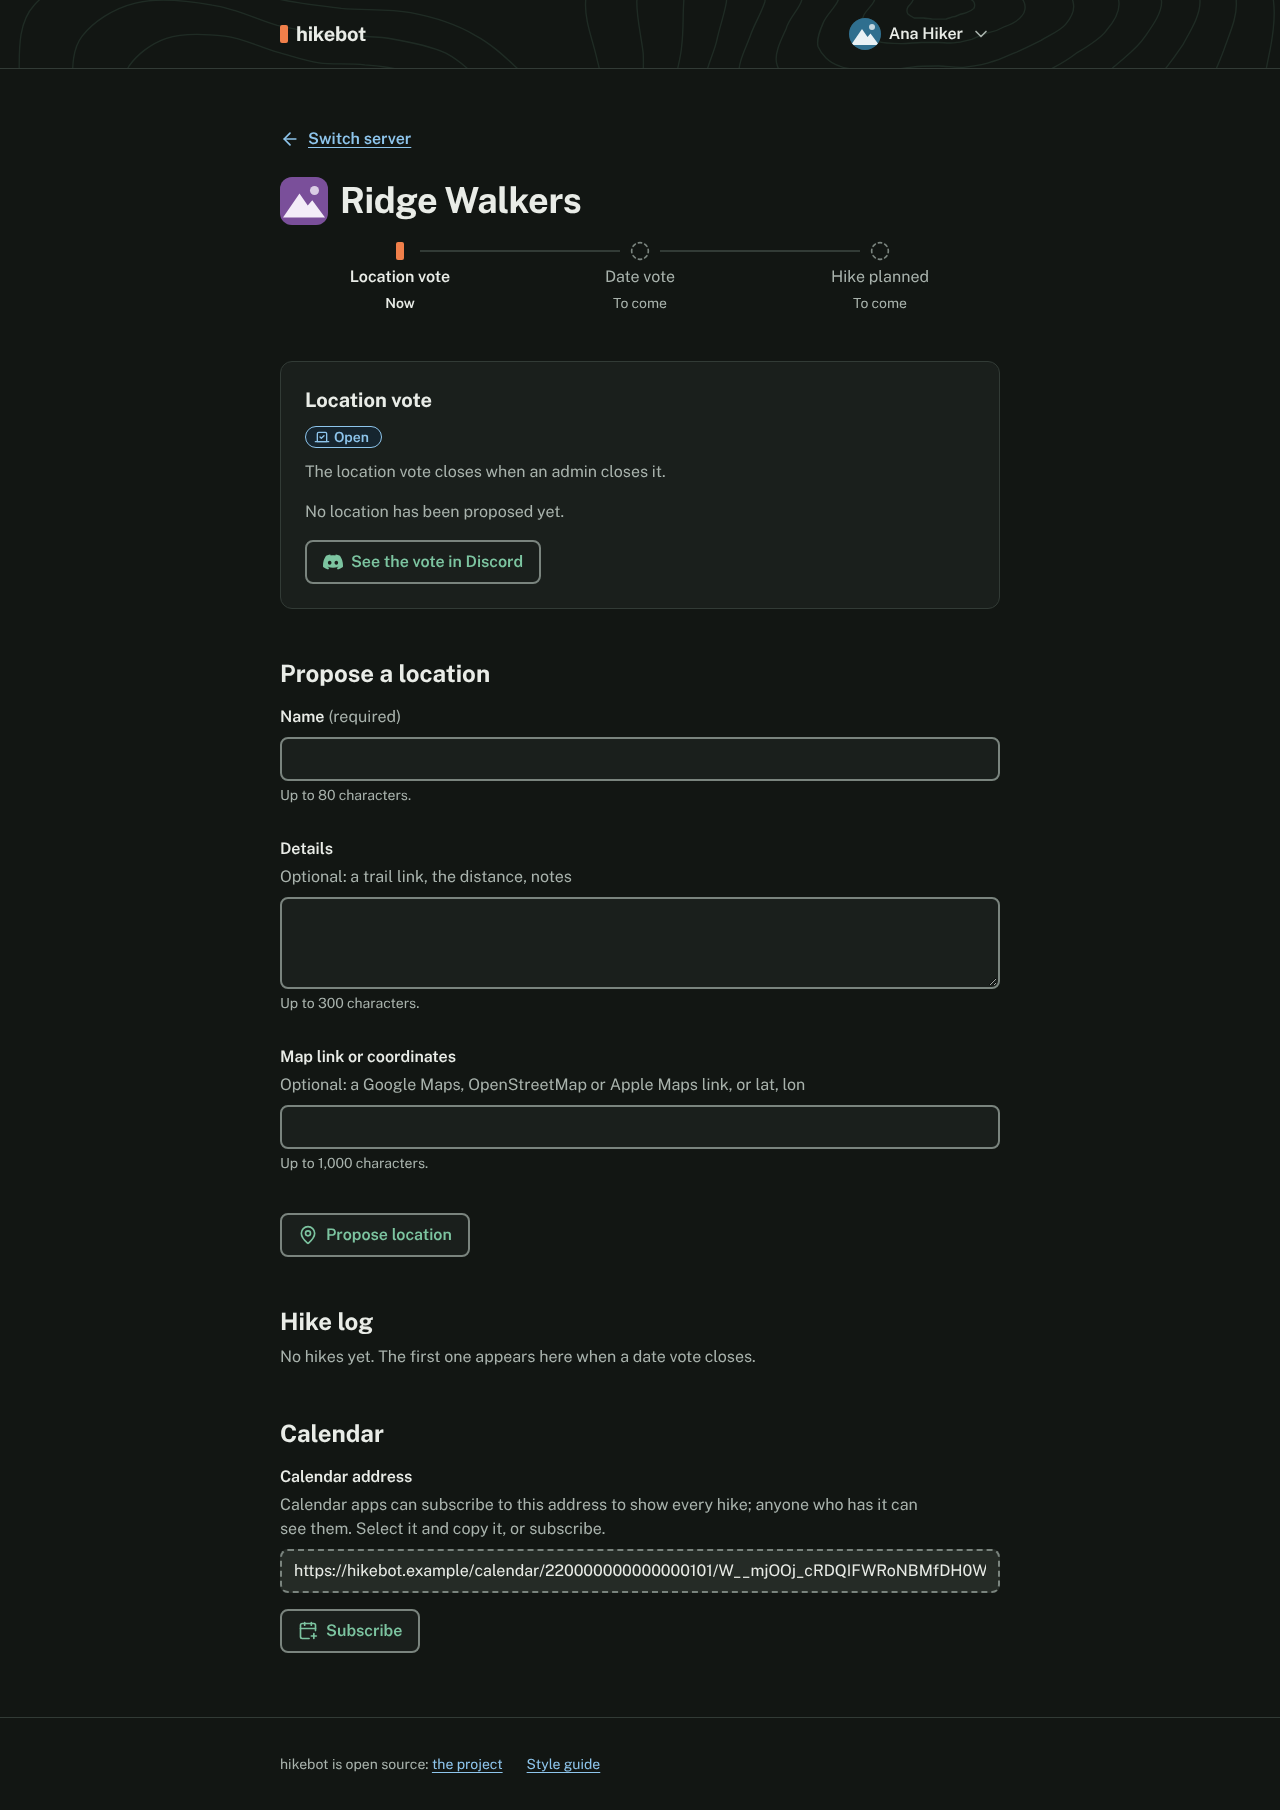 hikebot
Ana Hiker
Switch server
Ridge Walkers
Location vote
Now
Date vote
To come
Hike planned
To come
Location vote
Open
The location vote closes when an admin closes it.
No location has been proposed yet.
See the vote in Discord
Propose a location
Name (required)
Up to 80 characters.
Details
Optional: a trail link, the distance, notes
Up to 300 characters.
Map link or coordinates
Optional: a Google Maps, OpenStreetMap or Apple Maps link, or lat, lon
Up to 1,000 characters.
Propose location
Hike log
No hikes yet. The first one appears here when a date vote closes.
Calendar
Calendar address
Calendar apps can subscribe to this address to show every hike; anyone who has it can
see them. Select it and copy it, or subscribe.
https://hikebot.example/calendar/220000000000000101/W__mjOOj_cRDQIFWRoNBMfDH0W
Subscribe
hikebot is open source: the project
Style guide